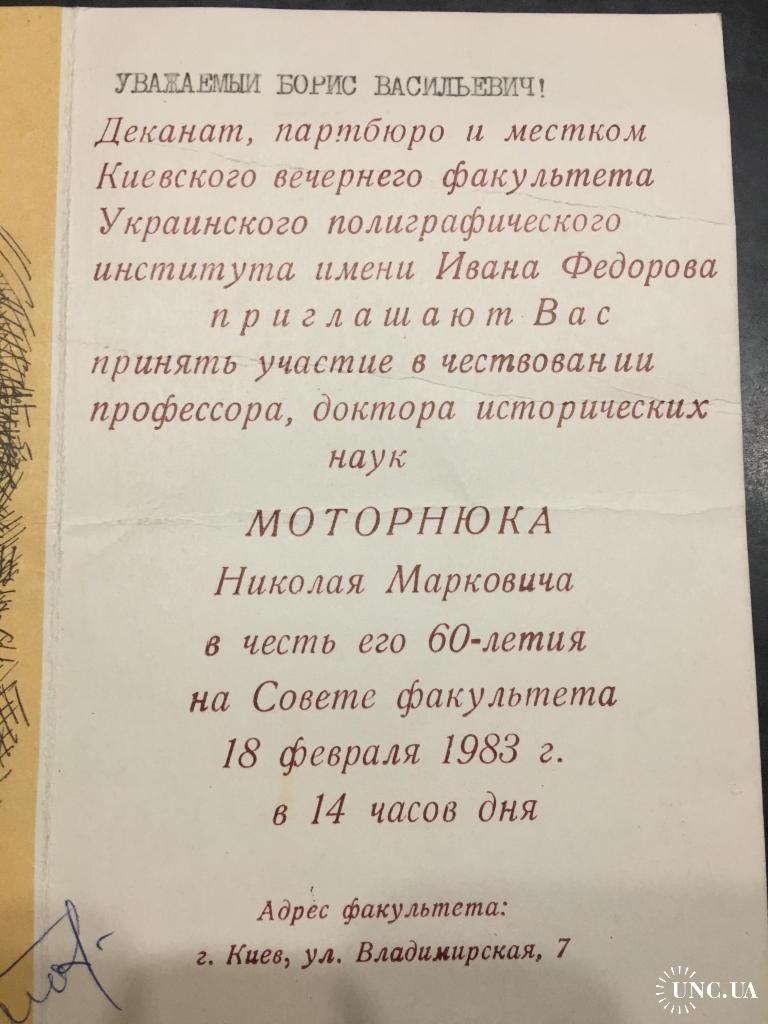 УВАЖАЕМЫИ БОРИС ВАСИЛЬЕВИЧ!
Деканат, партбюро и местком
Киевского вечернего факультета
Украинского полиграфического
института имени Ивана Федорова
приглашают Вас
принять участие в чествовании
профессора, доктора исторических
наук
МОТОРНЮКА
Николая Марковича
в честь его 60-летия
на Совете факультета
18 февраля 1983 г.
в 14 часов дня
Адрес факультета:
г. Киев, ул. Владимирская, 7
UNC.UA